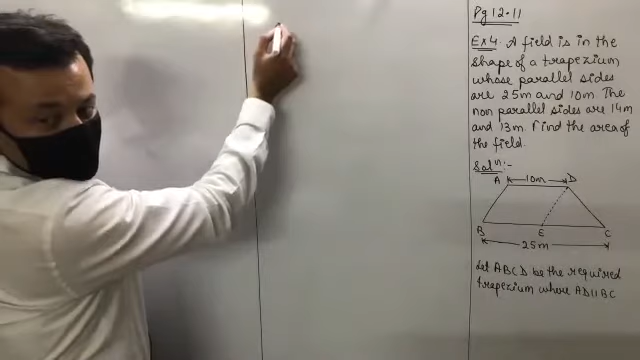 Pg 12.11
Ex 4. A field is in the
shape of a trapezium
whose parallel sides
are 25m and 10m. The
non parallel sides are 14m
and 13m. Find the area of
the field.
Solⁿ:-
A 10m D
B E C
25m
Let ABCD be the required
trapezium where AD||BC